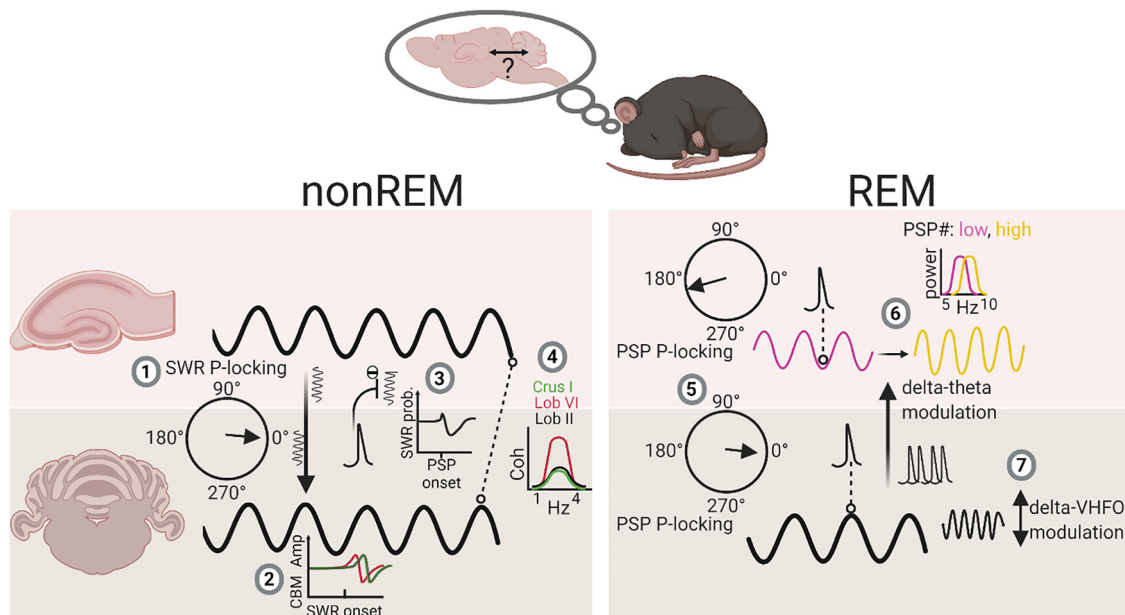 ?
nonREM
REM
1
SWR P-locking
90°
180°
0°
270°
3
SWR prob.
PSP
onset
4
Crus I
Lob VI
Lob II
Coh
1
4
Hz
2
CBM Amp
SWR onset
90°
180°
0°
270°
PSP P-locking
PSP#: low, high
power
5
Hz
10
6
5
90°
180°
0°
270°
PSP P-locking
delta-theta
modulation
7
delta-VHFO
modulation